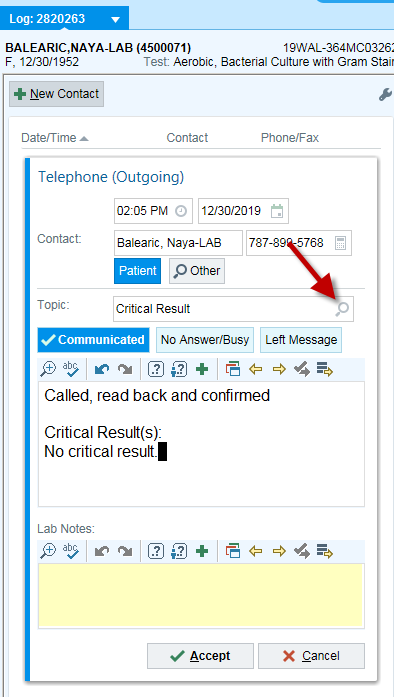 Log: 2820263
BALEARIC,NAYA-LAB (4500071) 19WAL-364MC03262
F, 12/30/1952 Test: Aerobic, Bacterial Culture with Gram Stain
New Contact
Date/Time Contact Phone/Fax
Telephone (Outgoing)
02:05 PM 12/30/2019
Contact: Balearic, Naya-LAB 787-899-5768
Patient Other
Topic: Critical Result
Communicated No Answer/Busy Left Message
abc
Called, read back and confirmed
Critical Result(s):
No critical result.
Lab Notes:
abc
Accept Cancel